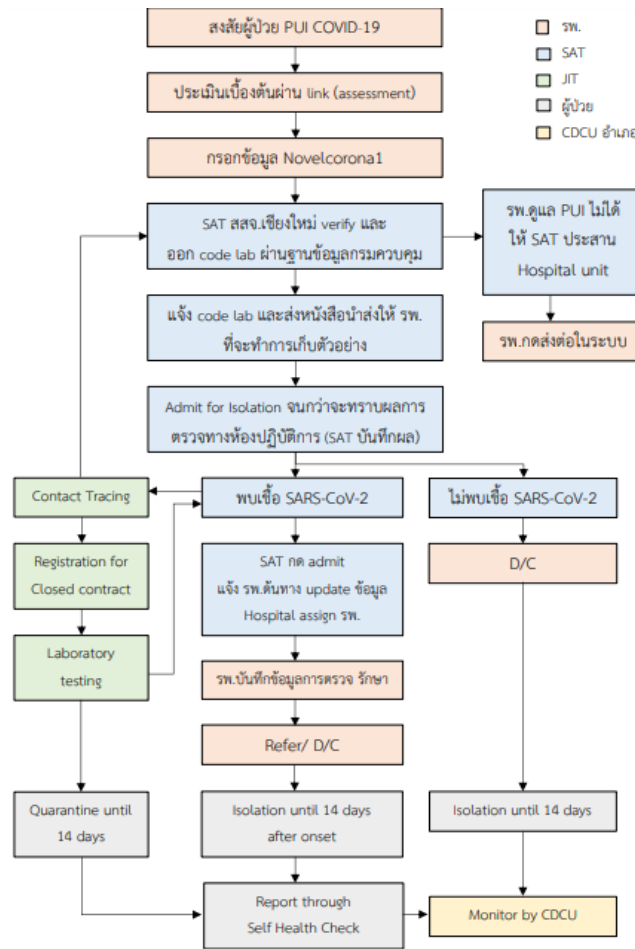 สงสัยผู้ป่วย PUI COVID-19
รพ.
SAT
JIT
ผู้ป่วย
CDCU อำเภอ
ประเมินเบื้องต้นผ่าน link (assessment)
กรอกข้อมูล Novelcorona1
SAT สสจ.เชียงใหม่ verify และ
ออก code lab ผ่านฐานข้อมูลกรมควบคุม
รพ.ดูแล PUI ไม่ได้
ให้ SAT ประสาน
Hospital unit
แจ้ง code lab และส่งหนังสือนำส่งให้ รพ.
ที่จะทำการเก็บตัวอย่าง
รพ.กดส่งต่อในระบบ
Admit for Isolation จนกว่าจะทราบผลการ
ตรวจทางห้องปฏิบัติการ (SAT บันทึกผล)
Contact Tracing
พบเชื้อ SARS-CoV-2
ไม่พบเชื้อ SARS-CoV-2
Registration for
Closed contract
SAT กด admit
แจ้ง รพ.ต้นทาง update ข้อมูล
Hospital assign รพ.
D/C
Laboratory
testing
รพ.บันทึกข้อมูลการตรวจ รักษา
Refer/ D/C
Quarantine until
14 days
Isolation until 14 days
after onset
Isolation until 14 days
Report through
Self Health Check
Monitor by CDCU